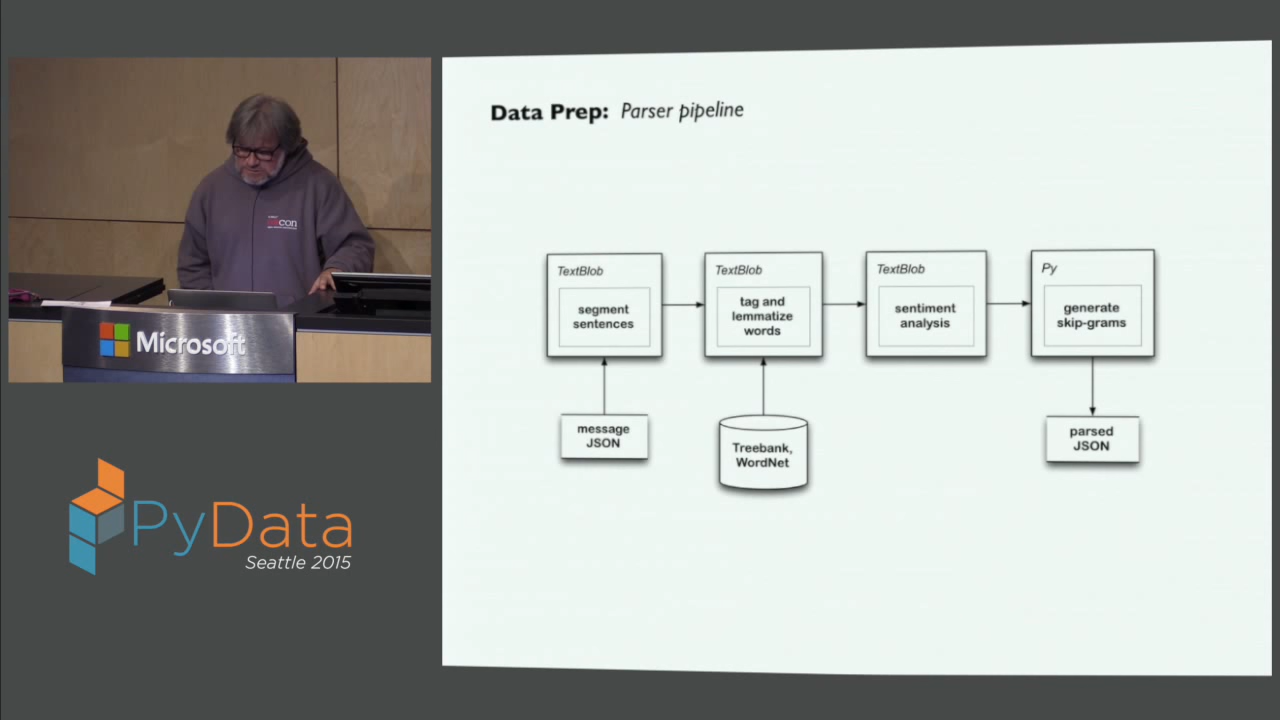 Data Prep: Parser pipeline
TextBlob
segment
sentences
TextBlob
tag and
lemmatize
words
TextBlob
sentiment
analysis
Py
generate
skip-grams
message
JSON
Treebank,
WordNet
parsed
JSON
con
Microsoft
PyData
Seattle 2015